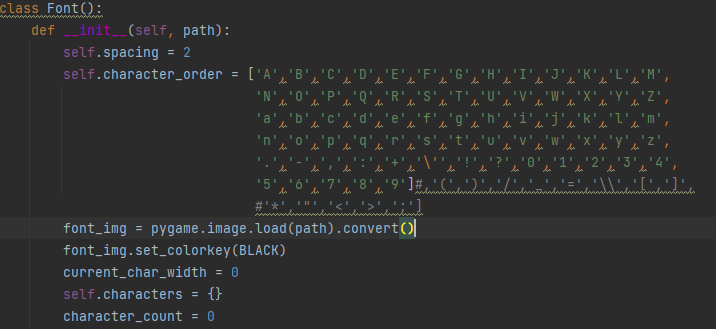 class Font():
    def __init__(self, path):
        self.spacing = 2
        self.character_order = ['A','B','C','D','E','F','G','H','I','J','K','L','M',
                                'N','O','P','Q','R','S','T','U','V','W','X','Y','Z',
                                'a','b','c','d','e','f','g','h','i','j','k','l','m',
                                'n','o','p','q','r','s','t','u','v','w','x','y','z',
                                '.','-',',',':','+','\'','!','?','0','1','2','3','4',
                                '5','6','7','8','9']#,'(',')','/','_','=','\\','[',']',
                                #'*','"','<','>',';']
        font_img = pygame.image.load(path).convert()
        font_img.set_colorkey(BLACK)
        current_char_width = 0
        self.characters = {}
        character_count = 0